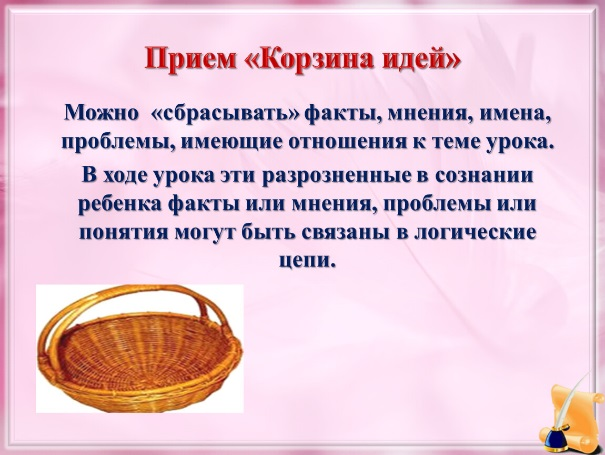 Прием «Корзина идей»
Можно «сбрасывать» факты, мнения, имена,
проблемы, имеющие отношения к теме урока.
В ходе урока эти разрозненные в сознании
ребенка факты или мнения, проблемы или
понятия могут быть связаны в логические
цепи.